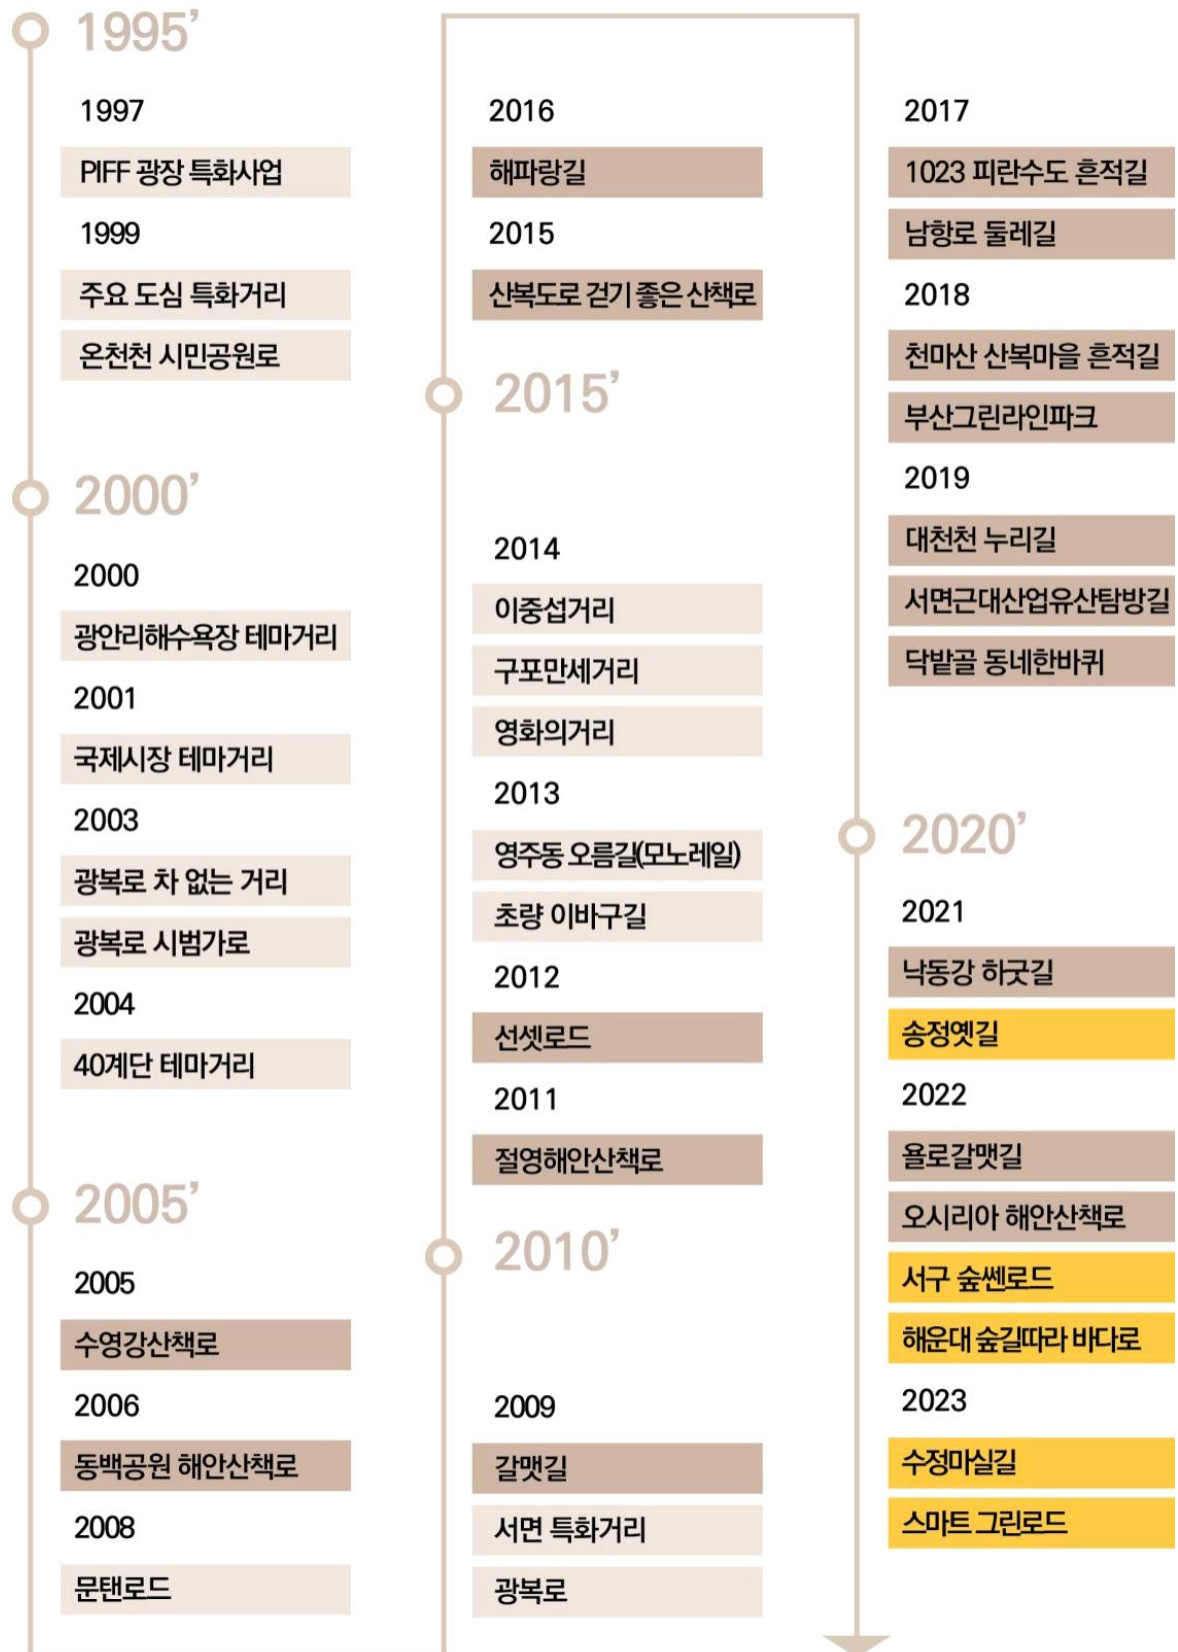 1995’
1997
PIFF 광장 특화사업
1999
주요 도심 특화거리
온천천 시민공원로
2000’
2000
광안리해수욕장 테마거리
2001
국제시장 테마거리
2003
광복로 차 없는 거리
광복로 시범가로
2004
40계단 테마거리
2005’
2005
수영강산책로
2006
동백공원 해안산책로
2008
문탠로드
2016
해파랑길
2015
산복도로 걷기 좋은 산책로
2015’
2014
이중섭거리
구포만세거리
영화의거리
2013
영주동 오름길(모노레일)
초량 이바구길
2012
선셋로드
2011
절영해안산책로
2010’
2009
갈맷길
서면 특화거리
광복로
2017
1023 피란수도 흔적길
남항로 둘레길
2018
천마산 산복마을 흔적길
부산그린라인파크
2019
대천천 누리길
서면근대산업유산탐방길
닥밭골 동네한바퀴
2020’
2021
낙동강 하굿길
송정옛길
2022
욜로갈맷길
오시리아 해안산책로
서구 숲쎈로드
해운대 숲길따라 바다로
2023
수정마실길
스마트 그린로드